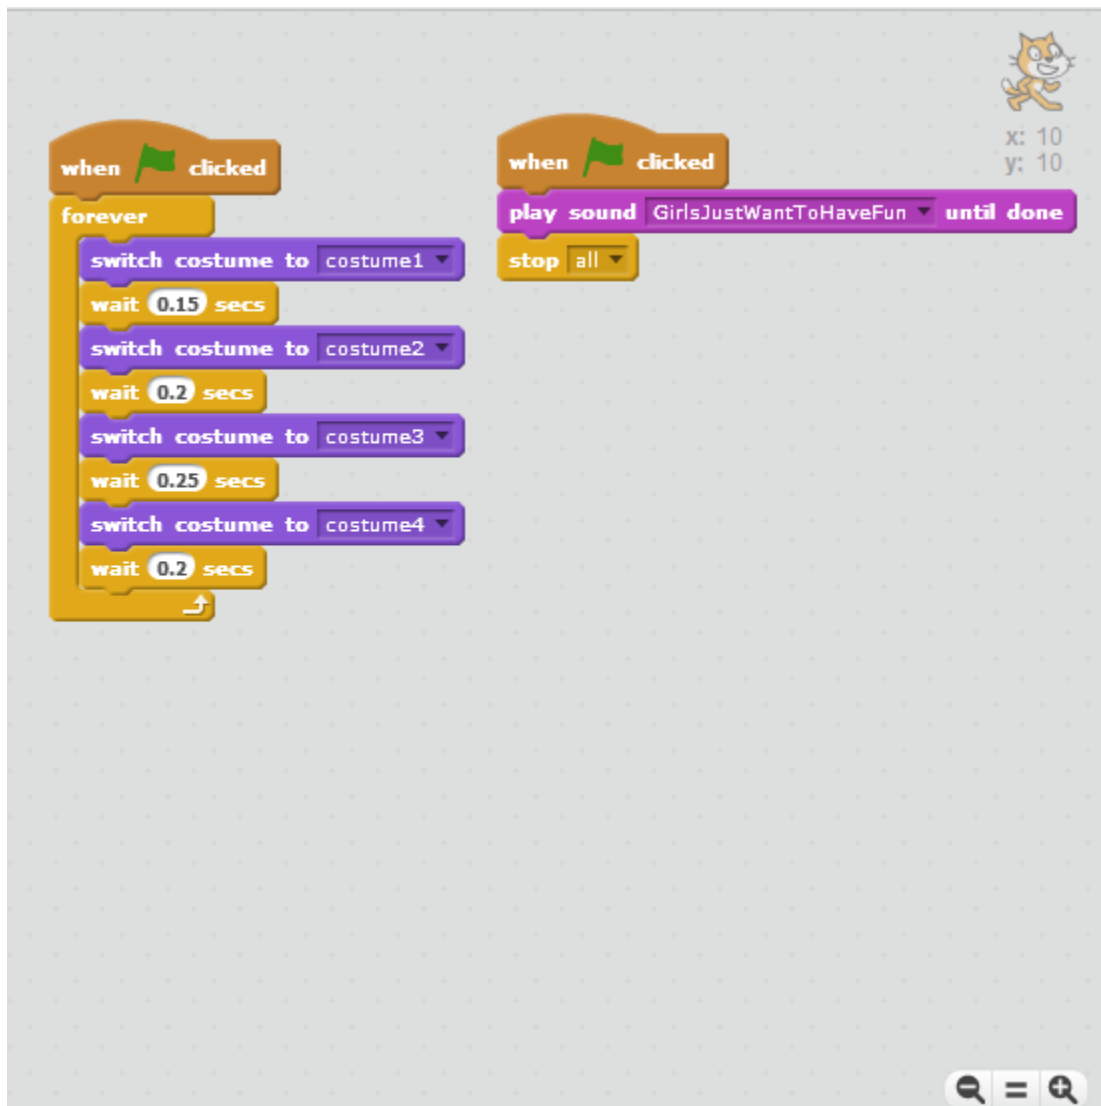 when clicked
forever
switch costume to costume1
wait 0.15 secs
switch costume to costume2
wait 0.2 secs
switch costume to costume3
wait 0.25 secs
switch costume to costume4
wait 0.2 secs
when clicked
play sound GirlsJustWantToHaveFun until done
stop all
x: 10
y: 10